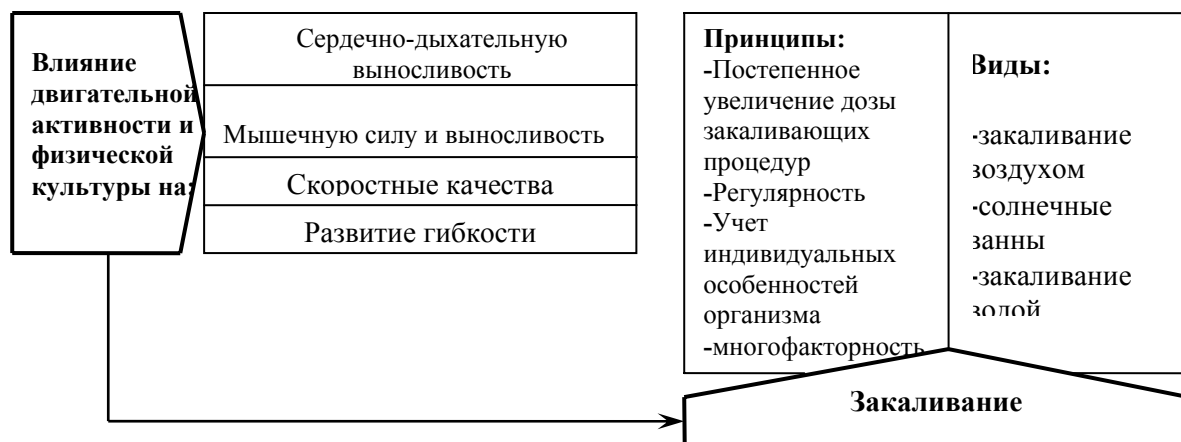 Влияние
двигательной
активности и
физической
культуры на:
Сердечно-дыхательную
выносливость
Мышечную силу и выносливость
Скоростные качества
Развитие гибкости
Принципы:
-Постепенное
увеличение дозы
закаливающих
процедур
-Регулярность
-Учет
индивидуальных
особенностей
организма
-многофакторность
Виды:
-закаливание
воздухом
-солнечные
ванны
-закаливание
водой
Закаливание